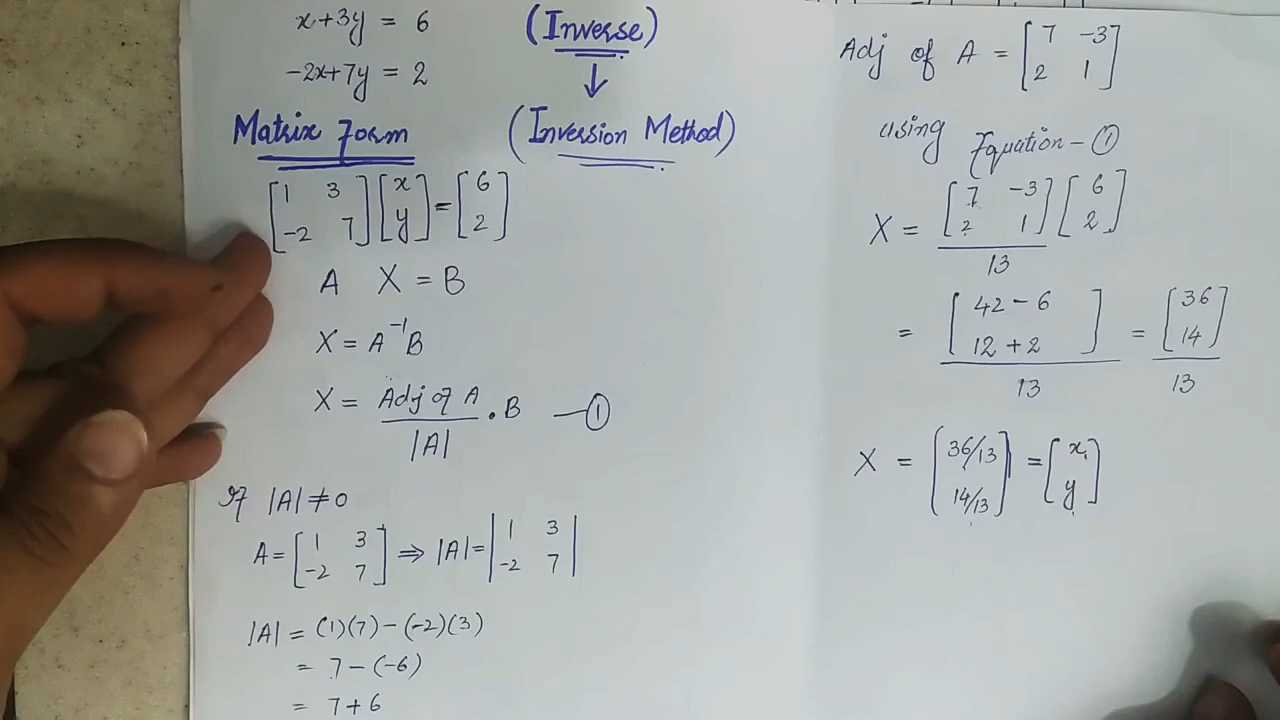 x+3y = 6
-2x+7y = 2
(Inverse)
↓
Matrix Form
(Inversion Method)
[1 3
-2 7] [x
y] = [6
2]
A X = B
X = A⁻¹B
X = Adj of A / |A| . B —①
If |A| ≠ 0
A = [1 3
-2 7] ⇒ |A| = |1 3
-2 7|
|A| = (1)(7) - (-2)(3)
= 7 - (-6)
= 7 + 6
Adj of A = [7 -3
2 1]
using Equation - ①
X = [7 -3
2 1] [6
2]
13
= [42 - 6
12 + 2] = [36
14]
13 13
X = [36/13
14/13] = [x
y]